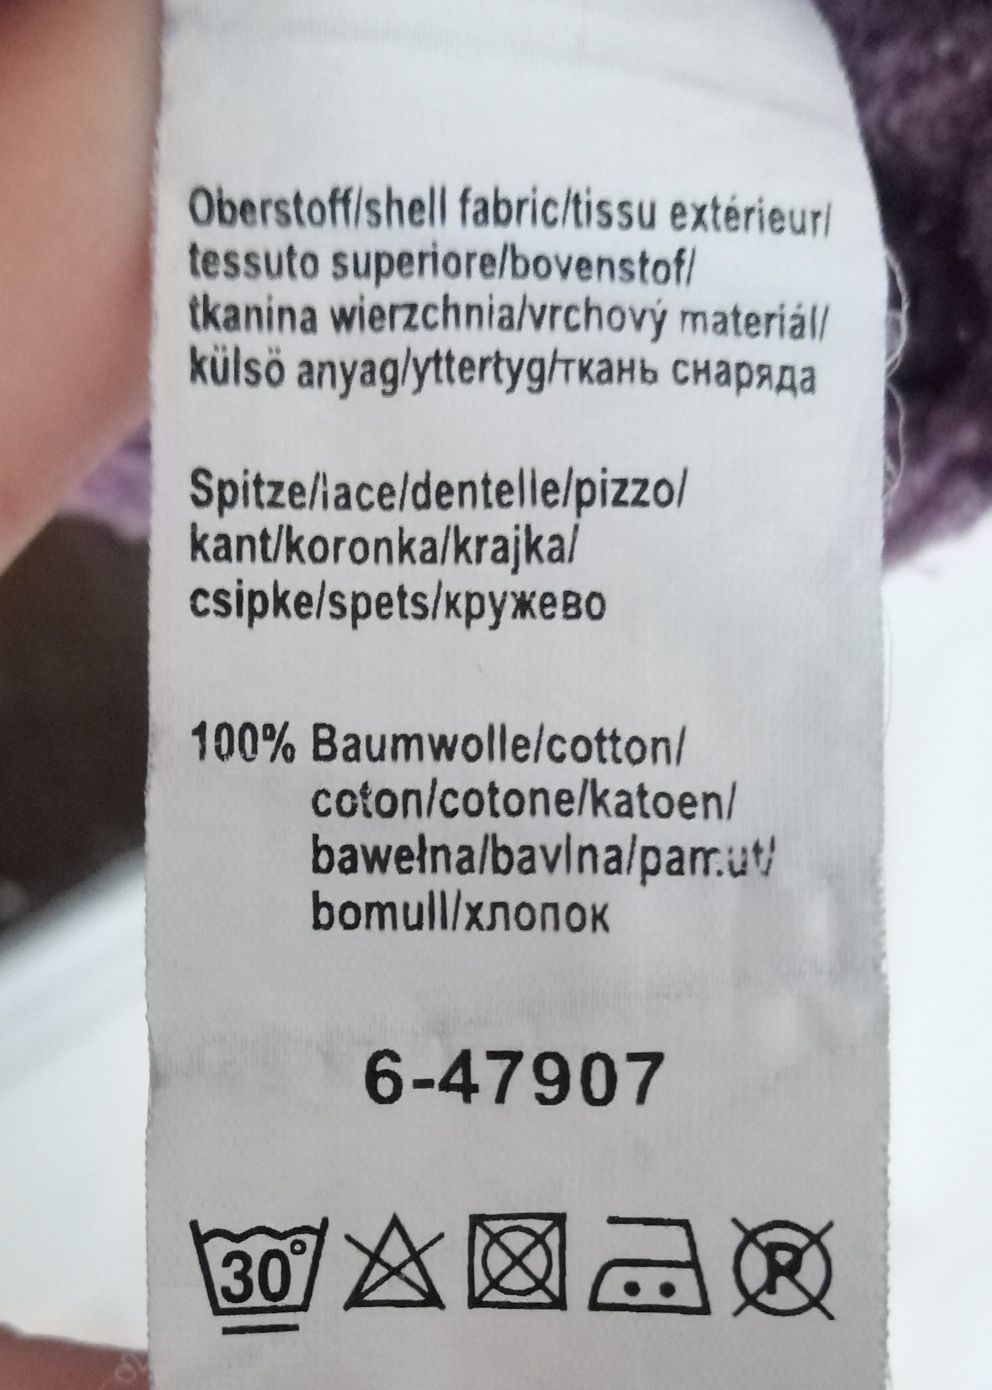 Oberstoff/shell fabric/tissu extérieur/
tessuto superiore/bovenstof/
tkanina wierzchnia/vrchový materiál/
külsö anyag/yttertyg/ткань снаряда
Spitze/lace/dentelle/pizzo/
kant/koronka/krajka/
csipke/spets/кружево
100% Baumwolle/cotton/
coton/cotone/katoen/
bawełna/bavlna/pamut/
bomull/хлопок
6-47907
30° P